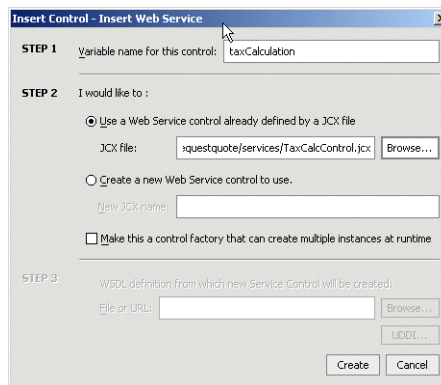 Insert Control - Insert Web Service
STEP 1 Variable name for this control: taxCalculation
STEP 2 I would like to :
Use a Web Service control already defined by a JCX file
JCX file: :questquote/services/TaxCalcControl.jcx Browse...
Create a new Web Service control to use.
New JCX name:
Make this a control factory that can create multiple instances at runtime
STEP 3 WSDL definition from which new Service Control will be created:
File or URL: Browse...
UDDI...
Create Cancel